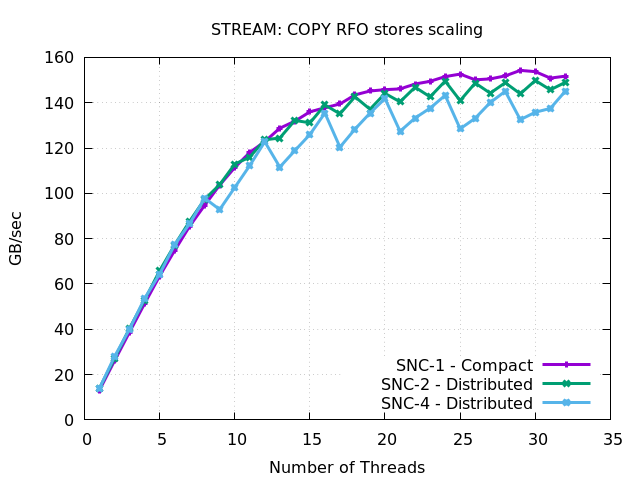 STREAM: COPY RFO stores scaling
160
140
120
100
80
60
40
20
0
GB/sec
SNC-1 - Compact
SNC-2 - Distributed
SNC-4 - Distributed
0 5 10 15 20 25 30 35
Number of Threads